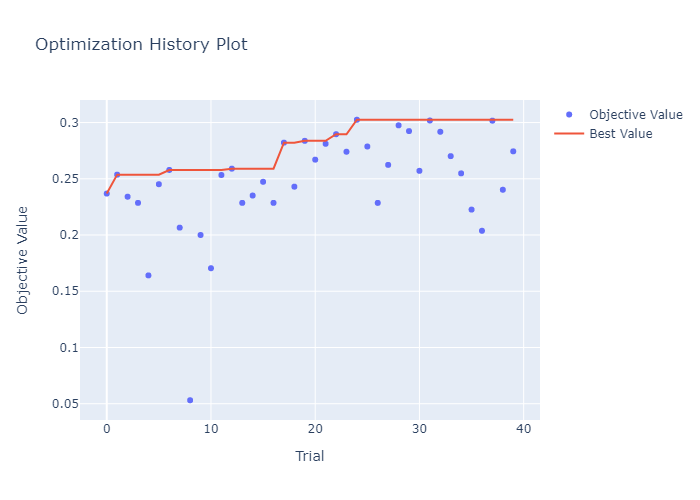 Optimization History Plot
Objective Value
Best Value
0.3
0.25
0.2
0.15
0.1
0.05
Objective Value
0
10
20
30
40
Trial